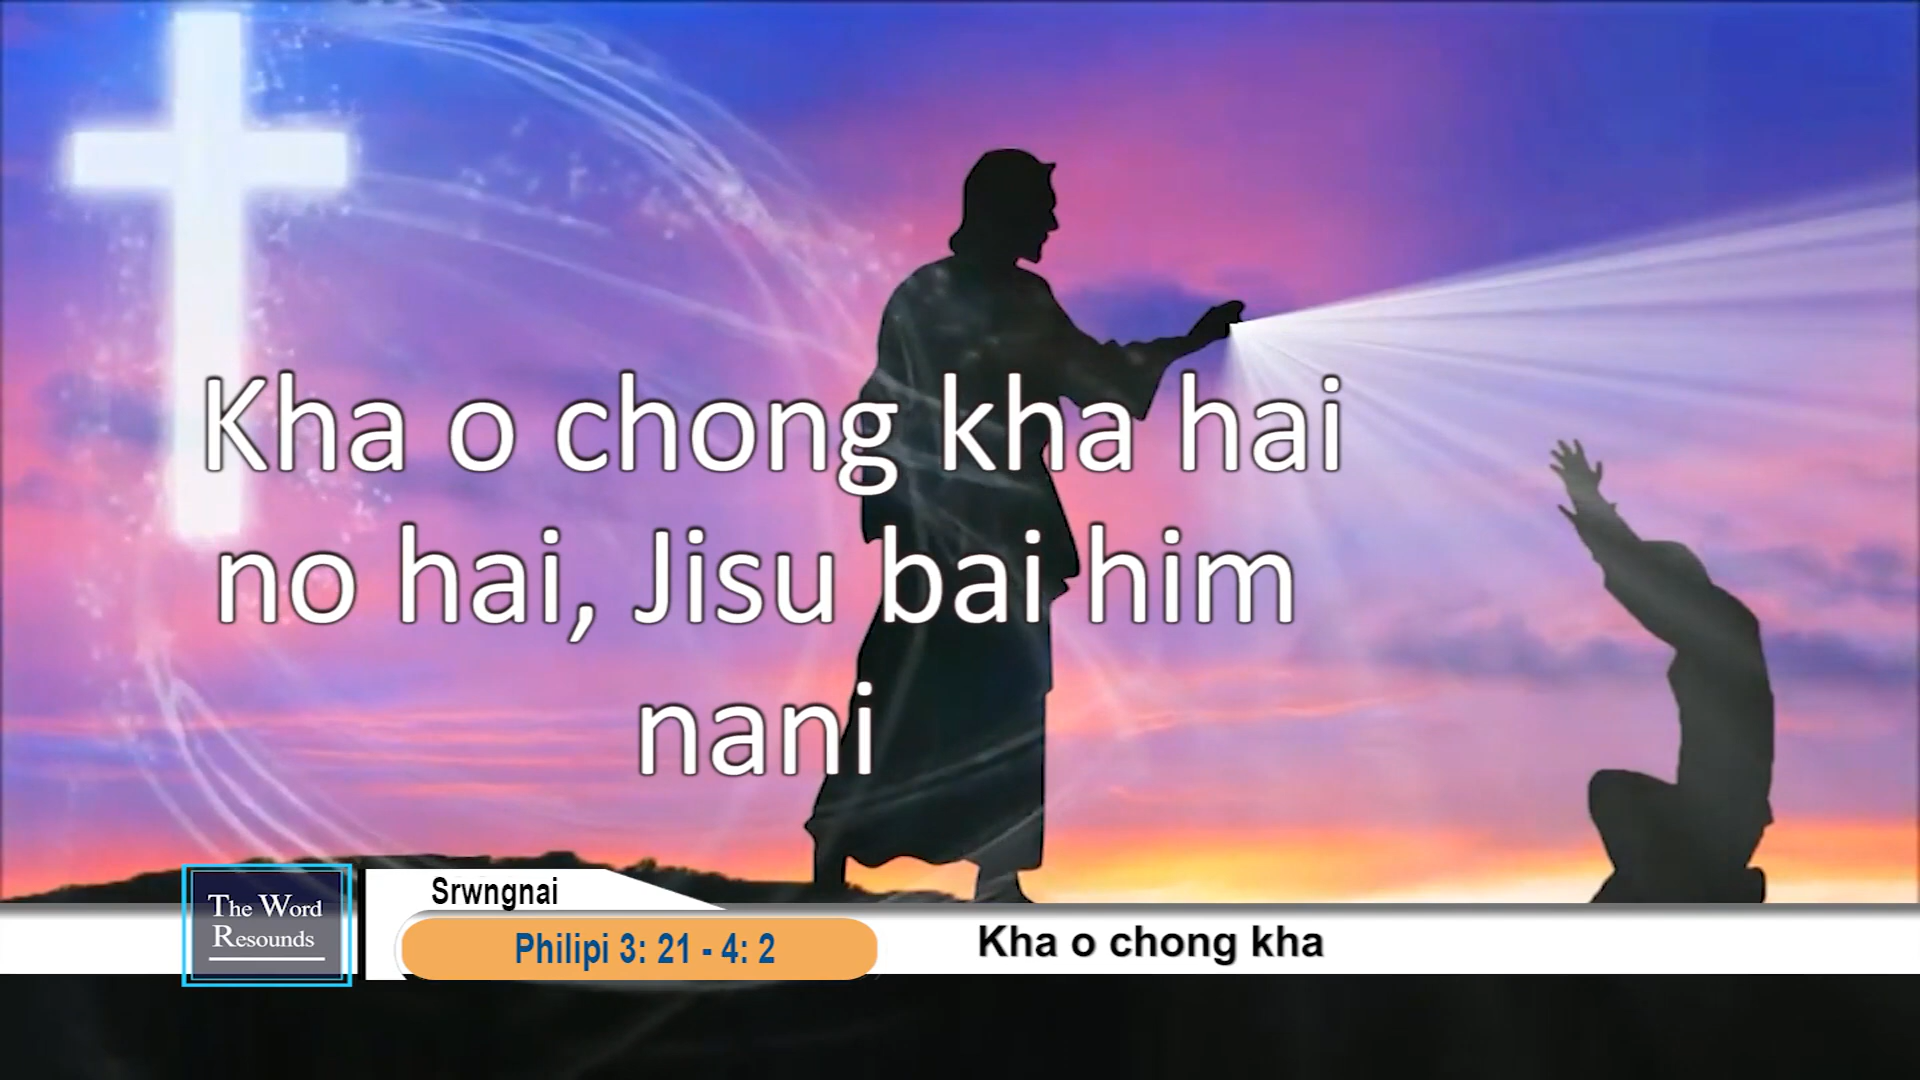 Kha o chong kha hai
no hai, Jisu bai him
nani
The Word
Resounds
Srwngnai
Philipi 3: 21 - 4: 2
Kha o chong kha